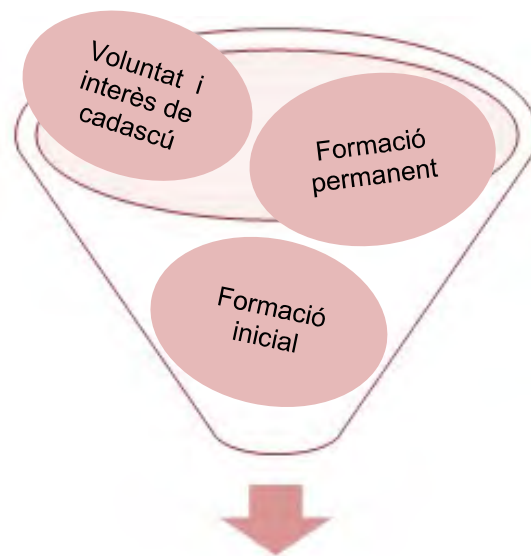 Voluntat i
interès de
cadascú
Formació
permanent
Formació
inicial